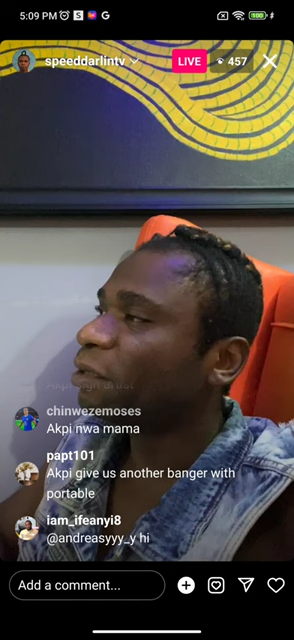 5:09 PM
S
G
100
speeddarlintv
LIVE
457
chinwezemoses
Akpi nwa mama
papt101
Akpi give us another banger with
portable
iam_ifeanyi8
@andreasyyy_y hi
Add a comment...